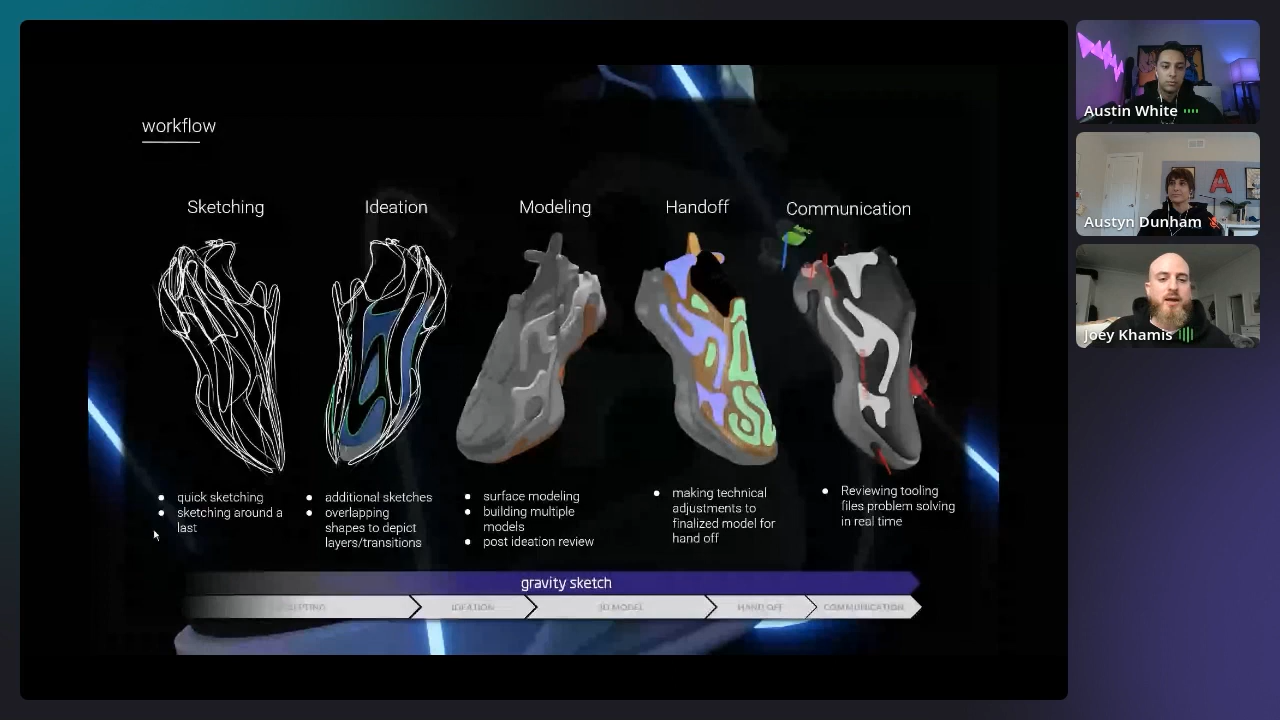 workflow
Sketching
Ideation
Modeling
Handoff
Communication
quick sketching
sketching around a
last
additional sketches
overlapping
shapes to depict
layers/transitions
surface modeling
building multiple
models
post ideation review
making technical
adjustments to
finalized model for
hand off
Reviewing tooling
files problem solving
in real time
gravity sketch
IDEATION
3D MODEL
HAND OFF
COMMUNICATION
Austin White
A
Austyn Dunham
Joey Khamis